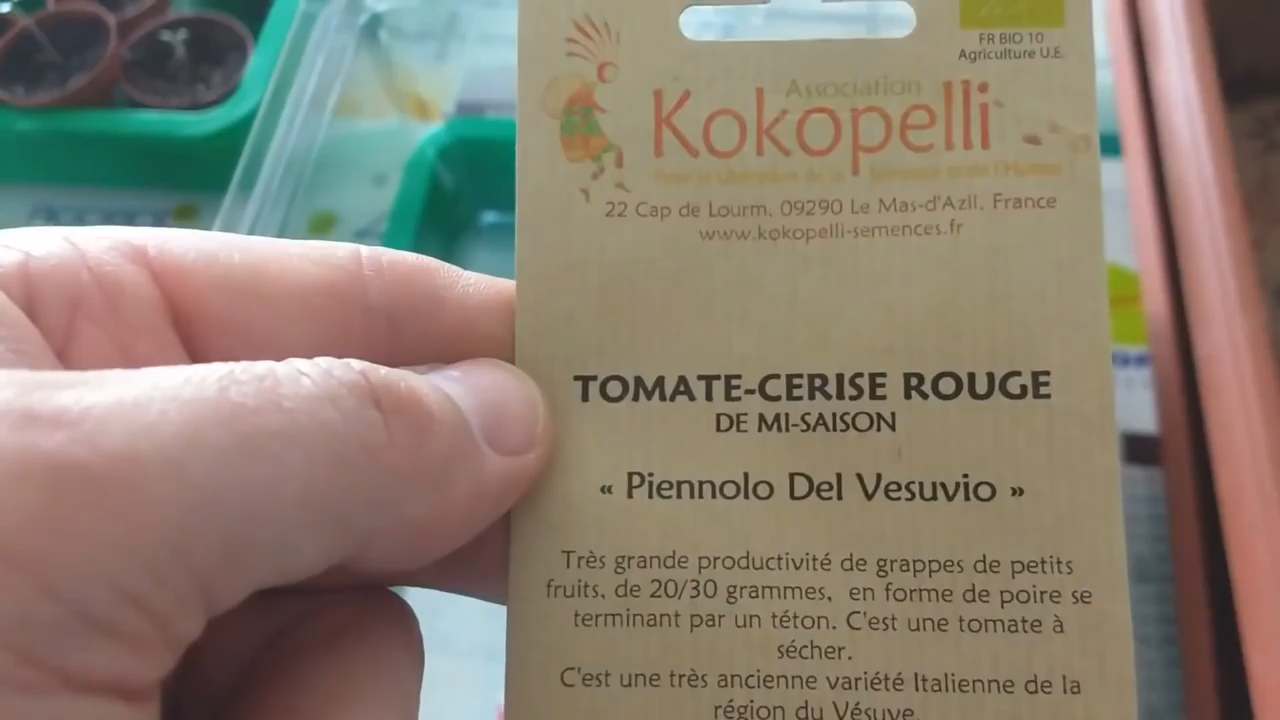 FR BIO 10
Agriculture U.E.
Association
Kokopelli
22 Cap de Lourm, 09290 Le Mas-d'Azil, France
www.kokopelli-semences.fr
TOMATE-CERISE ROUGE
DE MI-SAISON
« Piennolo Del Vesuvio »
Très grande productivité de grappes de petits
fruits, de 20/30 grammes, en forme de poire se
terminant par un téton. C'est une tomate à
sécher.
C'est une très ancienne variété Italienne de la
région du Vésuve.